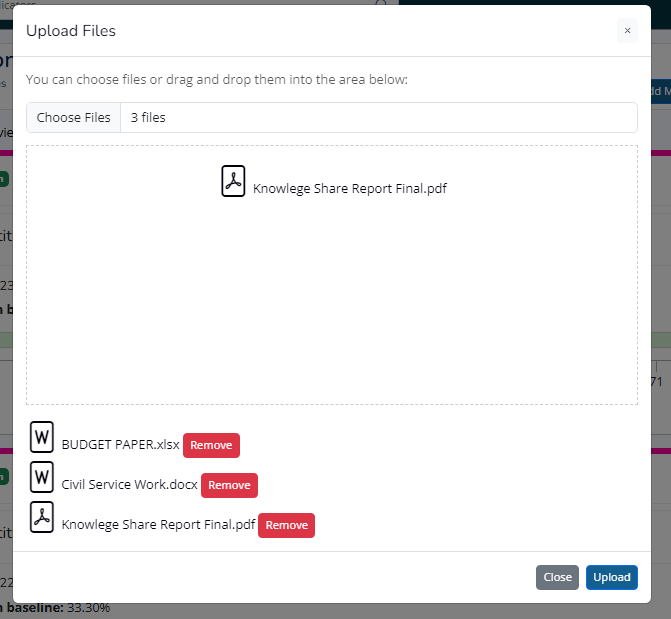 Upload Files
×
You can choose files or drag and drop them into the area below:
Choose Files 3 files
Knowlege Share Report Final.pdf
W BUDGET PAPER.xlsx Remove
W Civil Service Work.docx Remove
Knowlege Share Report Final.pdf Remove
Close Upload
baseline: 33.30%